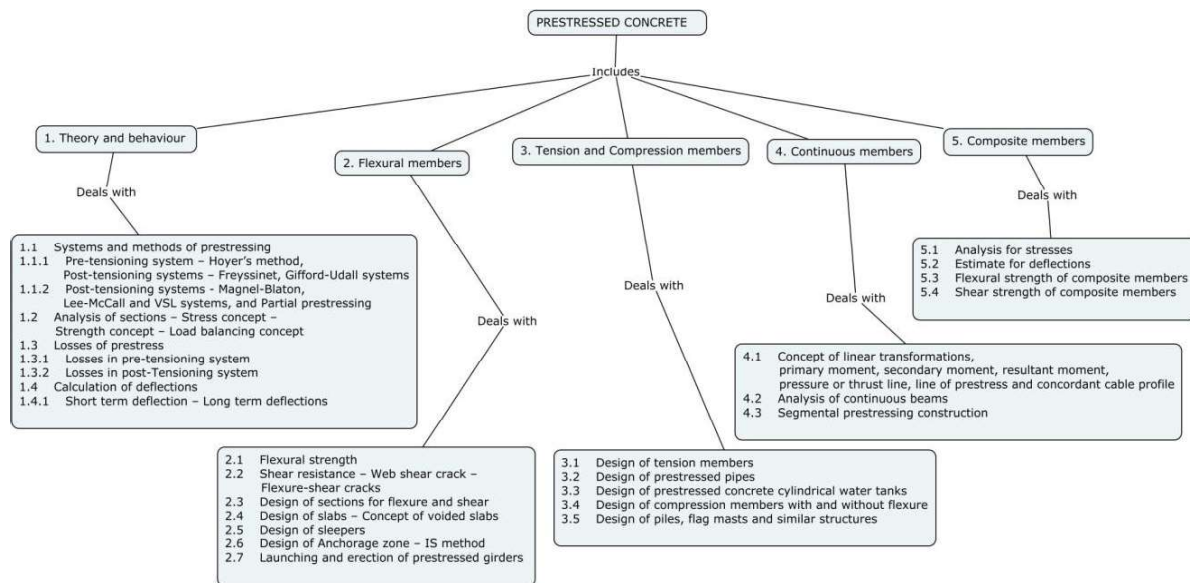 PRESTRESSED CONCRETE
Includes
1. Theory and behaviour
2. Flexural members
3. Tension and Compression members
4. Continuous members
5. Composite members
Deals with
1.1 Systems and methods of prestressing
1.1.1 Pre-tensioning system – Hoyer's method,
Post-tensioning systems – Freyssinet, Gifford-Udall systems
1.1.2 Post-tensioning systems - Magnel-Blaton,
Lee-McCall and VSL systems, and Partial prestressing
1.2 Analysis of sections – Stress concept –
Strength concept – Load balancing concept
1.3 Losses of prestress
1.3.1 Losses in pre-tensioning system
1.3.2 Losses in post-Tensioning system
1.4 Calculation of deflections
1.4.1 Short term deflection – Long term deflections
Deals with
2.1 Flexural strength
2.2 Shear resistance – Web shear crack –
Flexure-shear cracks
2.3 Design of sections for flexure and shear
2.4 Design of slabs – Concept of voided slabs
2.5 Design of sleepers
2.6 Design of Anchorage zone – IS method
2.7 Launching and erection of prestressed girders
Deals with
3.1 Design of tension members
3.2 Design of prestressed pipes
3.3 Design of prestressed concrete cylindrical water tanks
3.4 Design of compression members with and without flexure
3.5 Design of piles, flag masts and similar structures
Deals with
4.1 Concept of linear transformations,
primary moment, secondary moment, resultant moment,
pressure or thrust line, line of prestress and concordant cable profile
4.2 Analysis of continuous beams
4.3 Segmental prestressing construction
Deals with
5.1 Analysis for stresses
5.2 Estimate for deflections
5.3 Flexural strength of composite members
5.4 Shear strength of composite members